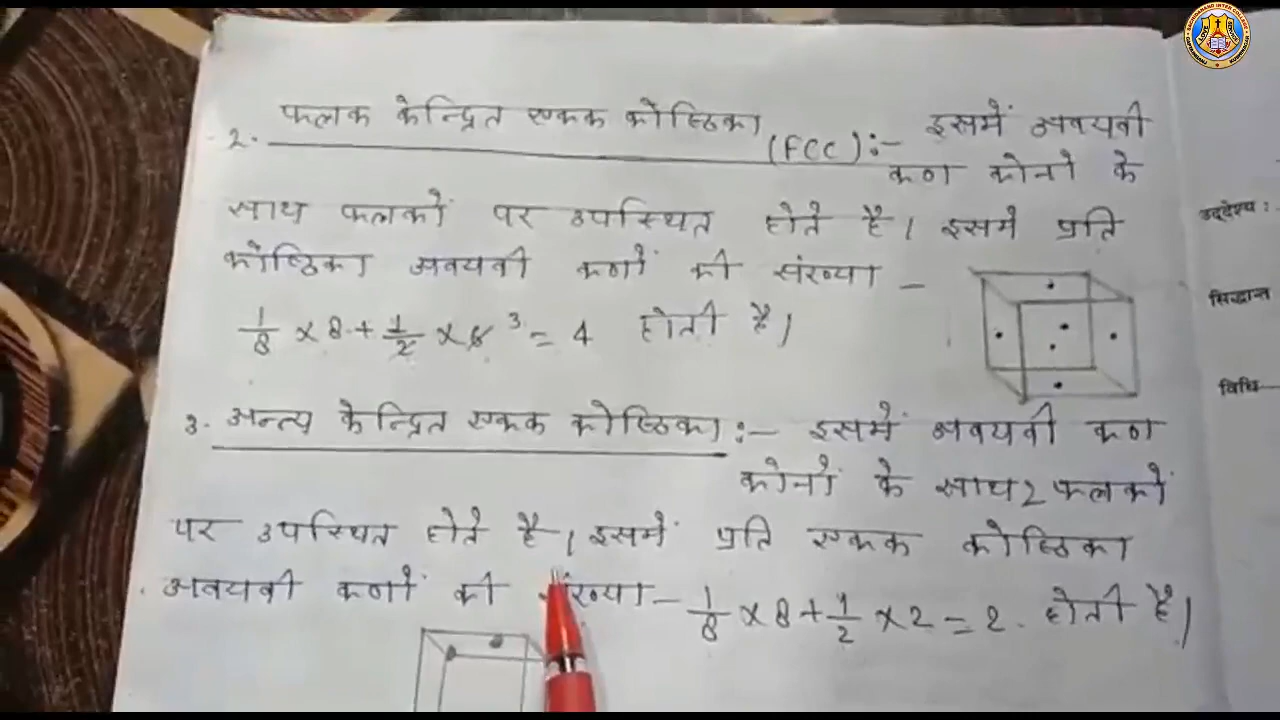 2. फलक केन्द्रित एकक कोष्ठिका (FCC):- इसमें अवयवी
कण कोनो के
साथ फलकों पर उपस्थित होते है। इसमे प्रति
कोष्ठिका अवयवी कणों की संख्या –
1/8 × 8 + 1/2 × 6 3 = 4 होती है।
3. अन्त्य केन्द्रित एकक कोष्ठिका :- इसमें अवयवी कण
कोनों के साथ 2 फलकों
पर उपस्थित होते है। इसमें प्रति एकक कोष्ठिका
अवयवी कणों की संख्या – 1/8 × 8 + 1/2 × 2 = 2. होती है।
उद्देश्य :
सिद्धान्त
विधि—